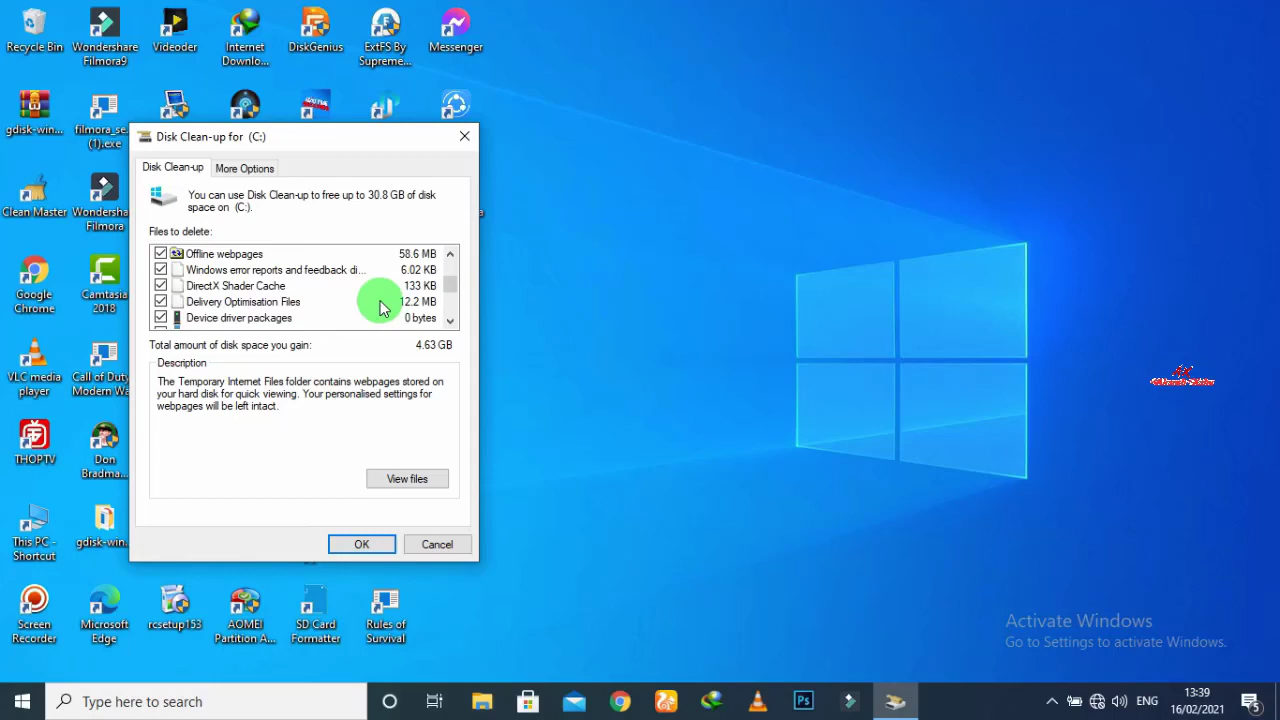 Recycle Bin
Wondershare
Filmora9
Videoder
Internet
Downlo...
DiskGenius
ExtFS By
Supreme...
Messenger
gdisk-win...
filmora_se...
(1).exe
Clean Master
Wondersha
Filmora
Google
Chrome
Camtasia
2018
VLC media
player
Call of Duty
Modern Wa
THOPTV
Don
Bradma...
This PC -
Shortcut
gdisk-win.
Screen
Recorder
Microsoft
Edge
rcsetup153
AOMEI
Partition A...
SD Card
Formatter
Rules of
Survival
Disk Clean-up for (C:)
Disk Clean-up
More Options
You can use Disk Clean-up to free up to 30.8 GB of disk
space on (C:).
Files to delete:
Offline webpages 58.6 MB
Windows error reports and feedback di... 6.02 KB
DirectX Shader Cache 133 KB
Delivery Optimisation Files 12.2 MB
Device driver packages 0 bytes
Total amount of disk space you gain: 4.63 GB
Description
The Temporary Internet Files folder contains webpages stored on
your hard disk for quick viewing. Your personalised settings for
webpages will be left intact.
View files
OK
Cancel
Activate Windows
Go to Settings to activate Windows.
Type here to search
Ps
ENG
13:39
16/02/2021
5